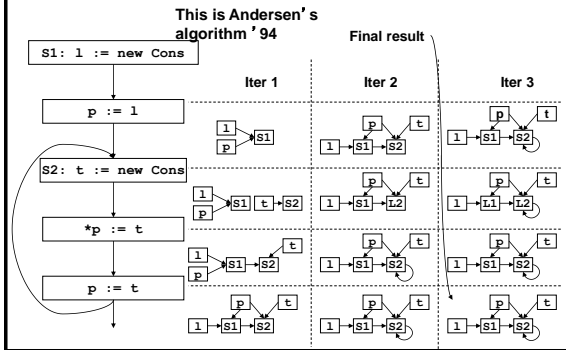 This is Andersen's
algorithm '94
Final result
S1: l := new Cons
p := l
S2: t := new Cons
*p := t
p := t
Iter 1
Iter 2
Iter 3
l
p
S1
p
t
l
S1
S2
p
t
l
S1
S2
l
p
S1
t
S2
p
t
l
S1
L2
p
t
l
L1
L2
t
l
p
S1
S2
p
t
l
S1
S2
p
t
l
S1
S2
p
t
l
S1
S2
p
t
l
S1
S2
p
t
l
S1
S2